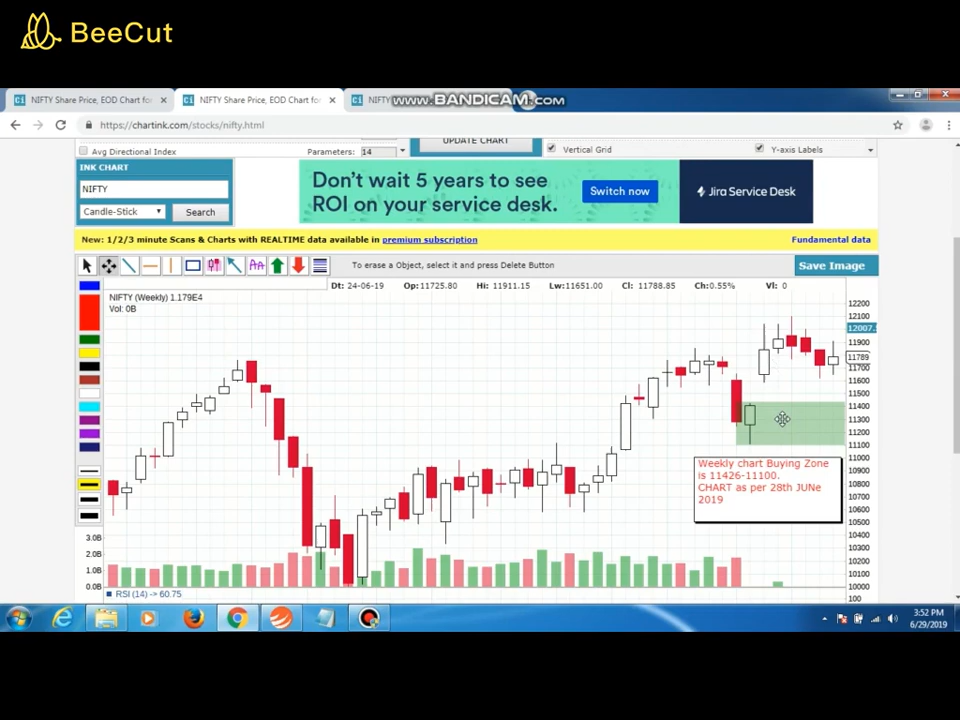 BeeCut
NIFTY Share Price, EOD Chart for
NIFTY Share Price, EOD Chart for
NIFTY
www.BANDICAM.com
https://chartink.com/stocks/nifty.html
Avg Directional Index
Parameters: 14
UPDATE CHART
Vertical Grid
Y-axis Labels
INK CHART
NIFTY
Candle-Stick
Search
Don't wait 5 years to see
ROI on your service desk.
Switch now
Jira Service Desk
New: 1/2/3 minute Scans & Charts with REALTIME data available in premium subscription
Fundamental data
To erase a Object, select it and press Delete Button
Save Image
Dt: 24-06-19 Op:11725.80 Hi: 11911.15 Lw:11651.00 Cl: 11788.85 Ch:0.55% Vl: 0
NIFTY (Weekly) 1.179E4
Vol: 0B
12200
12100
12007.
11900
11789
11700
11600
11500
11400
11300
11200
11100
11000
10900
10800
10700
10600
10500
10400
10300
10200
10100
10000
100
Weekly chart Buying Zone
is 11426-11100.
CHART as per 28th JUNe
2019
3.0B
2.0B
1.0B
0.0B
RSI (14) -> 60.75
3:52 PM
6/29/2019